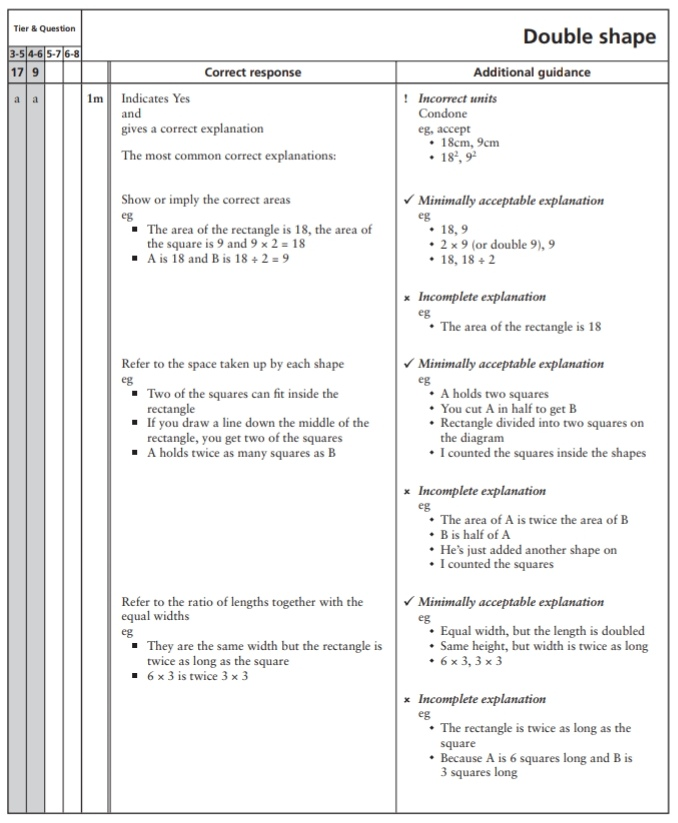 Tier & Question
Double shape
3-5 4-6 5-7 6-8
17 9
Correct response
Additional guidance
a a
1m
Indicates Yes
and
gives a correct explanation
The most common correct explanations:
! Incorrect units
Condone
eg, accept
• 18cm, 9cm
• 18², 9²
Show or imply the correct areas
eg
■ The area of the rectangle is 18, the area of
the square is 9 and 9 × 2 = 18
■ A is 18 and B is 18 ÷ 2 = 9
✓ Minimally acceptable explanation
eg
• 18, 9
• 2 × 9 (or double 9), 9
• 18, 18 ÷ 2
× Incomplete explanation
eg
• The area of the rectangle is 18
Refer to the space taken up by each shape
eg
■ Two of the squares can fit inside the
rectangle
■ If you draw a line down the middle of the
rectangle, you get two of the squares
■ A holds twice as many squares as B
✓ Minimally acceptable explanation
eg
• A holds two squares
• You cut A in half to get B
• Rectangle divided into two squares on
the diagram
• I counted the squares inside the shapes
× Incomplete explanation
eg
• The area of A is twice the area of B
• B is half of A
• He's just added another shape on
• I counted the squares
Refer to the ratio of lengths together with the
equal widths
eg
■ They are the same width but the rectangle is
twice as long as the square
■ 6 × 3 is twice 3 × 3
✓ Minimally acceptable explanation
eg
• Equal width, but the length is doubled
• Same height, but width is twice as long
• 6 × 3, 3 × 3
× Incomplete explanation
eg
• The rectangle is twice as long as the
square
• Because A is 6 squares long and B is
3 squares long